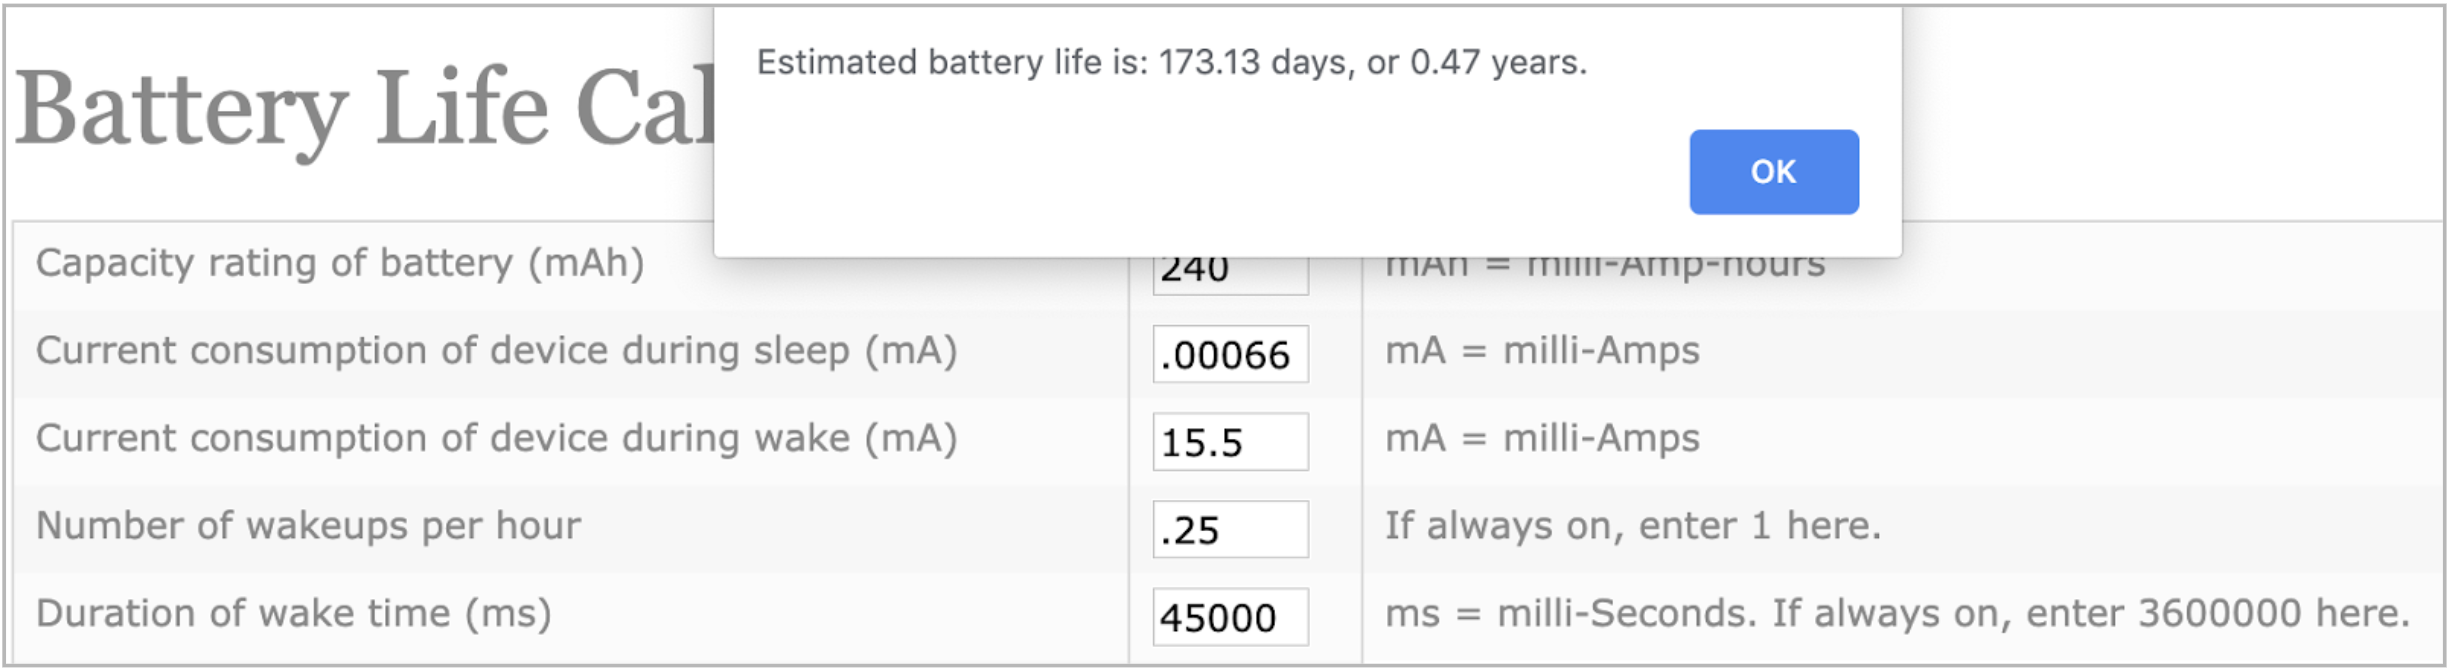 Estimated battery life is: 173.13 days, or 0.47 years.
Battery Life Cal
OK
Capacity rating of battery (mAh) 240 mAh = milli-Amp-hours
Current consumption of device during sleep (mA) .00066 mA = milli-Amps
Current consumption of device during wake (mA) 15.5 mA = milli-Amps
Number of wakeups per hour .25 If always on, enter 1 here.
Duration of wake time (ms) 45000 ms = milli-Seconds. If always on, enter 3600000 here.